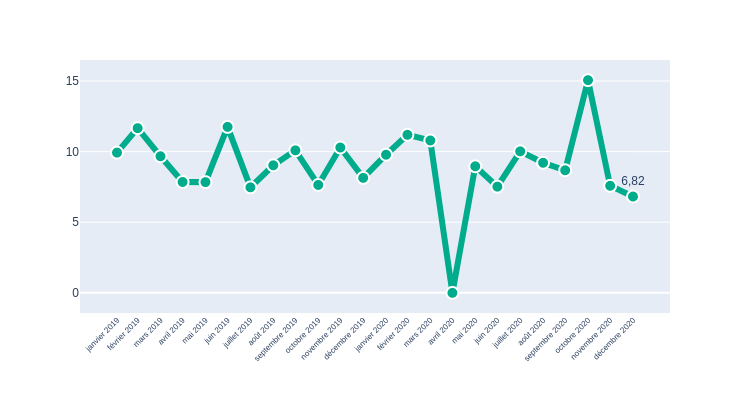 15
10
5
0
6,82
janvier 2019
février 2019
mars 2019
avril 2019
mai 2019
juin 2019
juillet 2019
août 2019
septembre 2019
octobre 2019
novembre 2019
décembre 2019
janvier 2020
février 2020
mars 2020
avril 2020
mai 2020
juin 2020
juillet 2020
août 2020
septembre 2020
octobre 2020
novembre 2020
décembre 2020